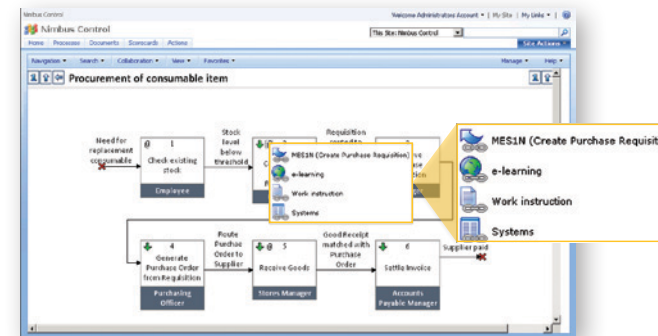 Nimbus Control
Welcome Administrators Account
My Site
My Links
Nimbus Control
This Site: Nimbus Control
Home
Processes
Documents
Scorecards
Actions
Site Actions
Navigation
Search
Collaboration
View
Favorites
Manage
Help
Procurement of consumable item
Need for
replacement
consumable
@
1
Check existing
stock
Employee
Stock
level
below
threshold
Requisition
MES1N (Create Purchase Requisition)
e-learning
Work instruction
Systems
MES1N (Create Purchase Requisit
e-learning
Work instruction
Systems
4
Generate
Purchase Order
from Requisition
Purchasing
Officer
Route
Purchase
Order to
Supplier
@
5
Receive Goods
Stores Manager
Good Receipt
matched with
Purchase
Order
6
Settle Invoice
Accounts
Payable Manager
Supplier paid